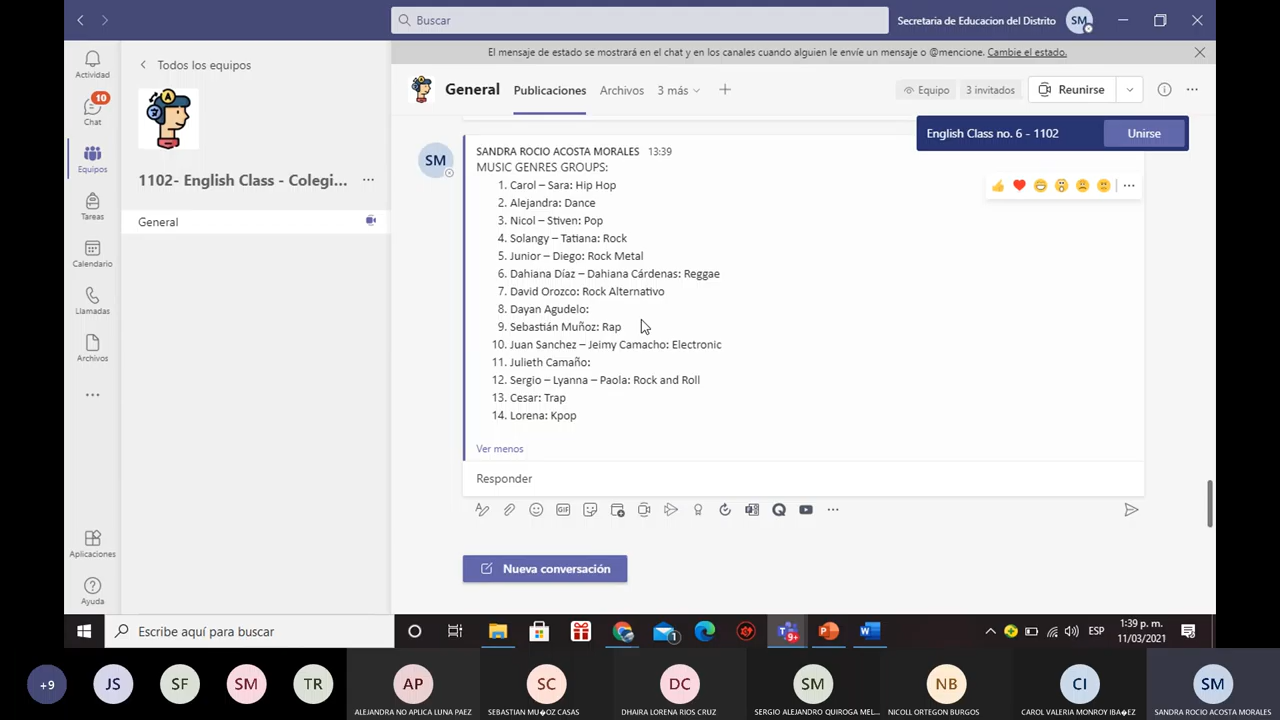 Buscar
Secretaria de Educacion del Distrito
SM
El mensaje de estado se mostrará en el chat y en los canales cuando alguien le envíe un mensaje o @mencione. Cambie el estado.
Actividad
10
Chat
Equipos
Tareas
Calendario
Llamadas
Archivos
Aplicaciones
Ayuda
Todos los equipos
1102- English Class - Colegi...
General
General
Publicaciones
Archivos
3 más
Equipo
3 invitados
Reunirse
English Class no. 6 - 1102
Unirse
SM
SANDRA ROCIO ACOSTA MORALES 13:39
MUSIC GENRES GROUPS:
1. Carol – Sara: Hip Hop
2. Alejandra: Dance
3. Nicol – Stiven: Pop
4. Solangy – Tatiana: Rock
5. Junior – Diego: Rock Metal
6. Dahiana Díaz – Dahiana Cárdenas: Reggae
7. David Orozco: Rock Alternativo
8. Dayan Agudelo:
9. Sebastián Muñoz: Rap
10. Juan Sanchez – Jeimy Camacho: Electronic
11. Julieth Camaño:
12. Sergio – Lyanna – Paola: Rock and Roll
13. Cesar: Trap
14. Lorena: Kpop
Ver menos
Responder
GIF
Nueva conversación
Escribe aquí para buscar
1
9+
ESP
1:39 p. m.
11/03/2021
+9
JS
SF
SM
TR
AP
SC
DC
SM
NB
CI
SM
ALEJANDRA NO APLICA LUNA PAEZ
SEBASTIAN MU�OZ CASAS
DHAIRA LORENA RIOS CRUZ
SERGIO ALEJANDRO QUIROGA MEL...
NICOLL ORTEGON BURGOS
CAROL VALERIA MONROY IBA�EZ
SANDRA ROCIO ACOSTA MORALES